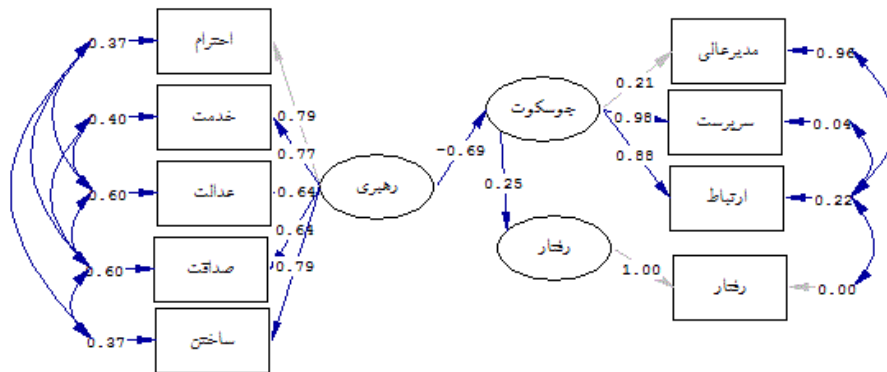 0.37
احترام
0.79
0.40
خدمت
0.77
0.60
عدالت
0.64
0.60
صداقت
0.64
0.37
ساختن
0.79
رهبری
-0.69
جوسکوت
0.25
رفتار
0.21
مدیرعالی
0.96
0.98
سرپرست
0.04
0.88
ارتباط
0.22
1.00
رفتار
0.00